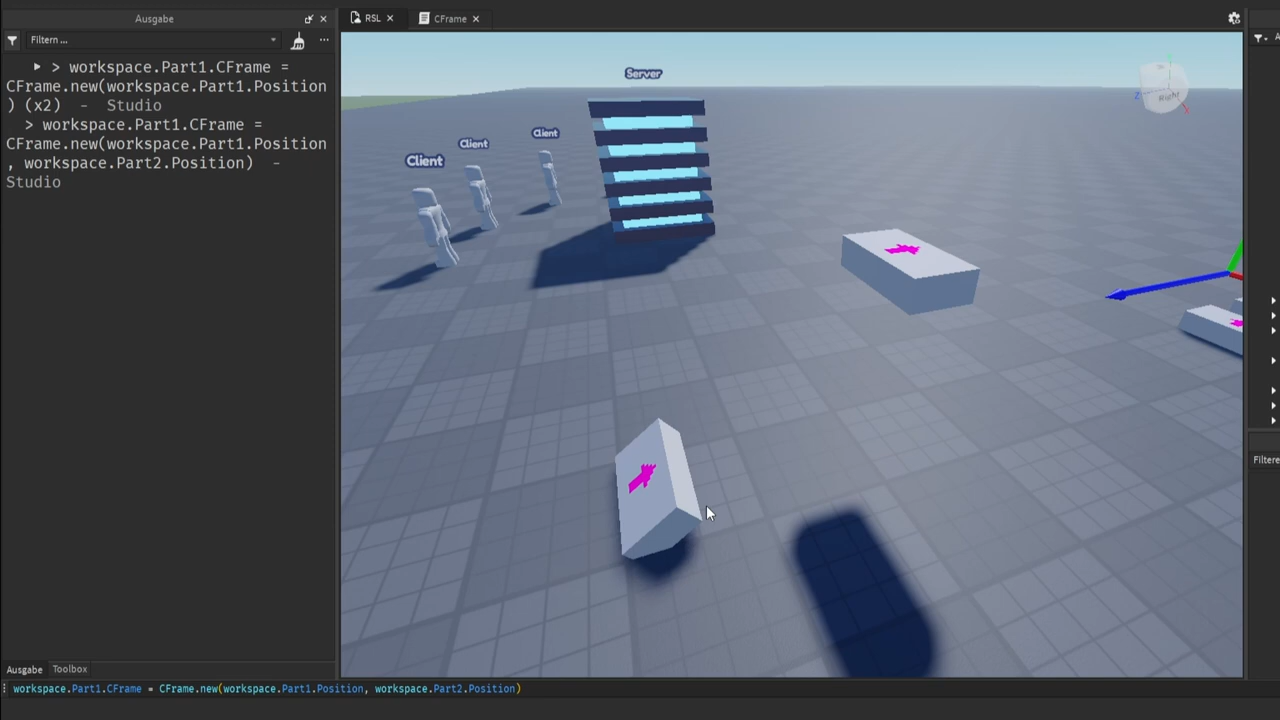 Ausgabe
Filtern ...
> workspace.Part1.CFrame =
CFrame.new(workspace.Part1.Position
) (x2) - Studio
> workspace.Part1.CFrame =
CFrame.new(workspace.Part1.Position
, workspace.Part2.Position) -
Studio
Ausgabe Toolbox
RSL CFrame
Server
Client
Client
Client
Right
A
Filtere
workspace.Part1.CFrame = CFrame.new(workspace.Part1.Position, workspace.Part2.Position)